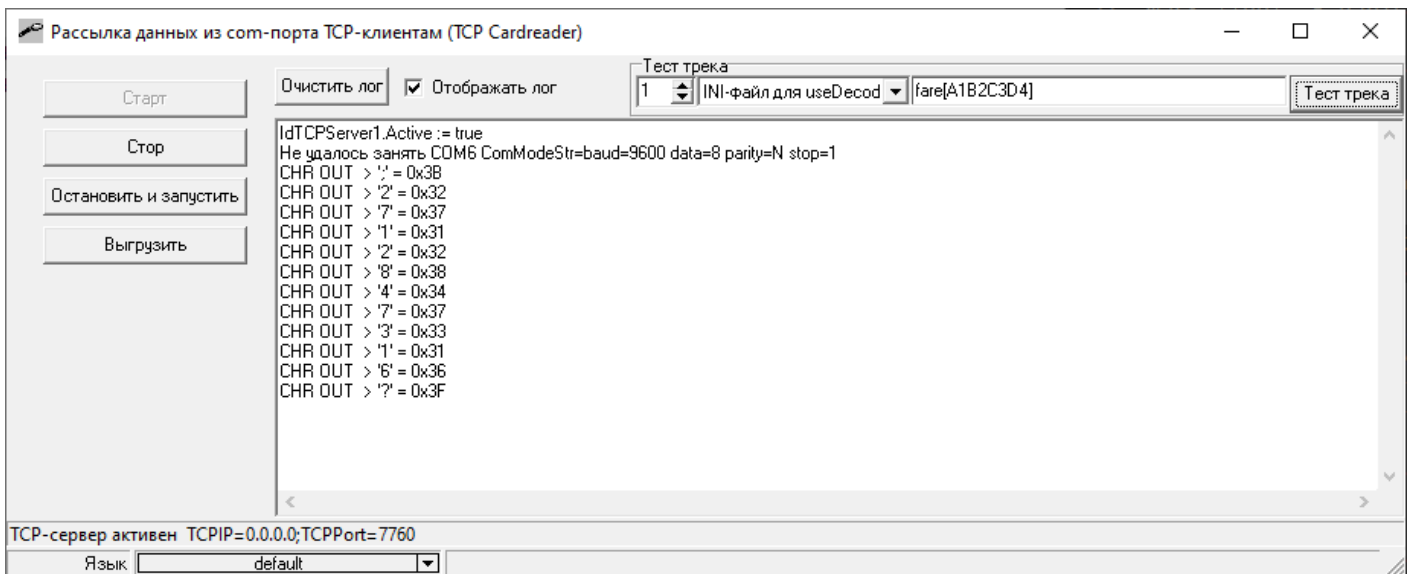 Рассылка данных из com-порта TCP-клиентам (TCP Cardreader)
Старт
Стоп
Остановить и запустить
Выгрузить
Очистить лог
Отображать лог
Тест трека
1
INI-файл для useDecod
fare[A1B2C3D4]
Тест трека
IdTCPServer1.Active := true
Не удалось занять COM6 ComModeStr=baud=9600 data=8 parity=N stop=1
CHR OUT > ';' = 0x3B
CHR OUT > '2' = 0x32
CHR OUT > '7' = 0x37
CHR OUT > '1' = 0x31
CHR OUT > '2' = 0x32
CHR OUT > '8' = 0x38
CHR OUT > '4' = 0x34
CHR OUT > '7' = 0x37
CHR OUT > '3' = 0x33
CHR OUT > '1' = 0x31
CHR OUT > '6' = 0x36
CHR OUT > '?' = 0x3F
TCP-сервер активен TCPIP=0.0.0.0;TCPPort=7760
Язык default